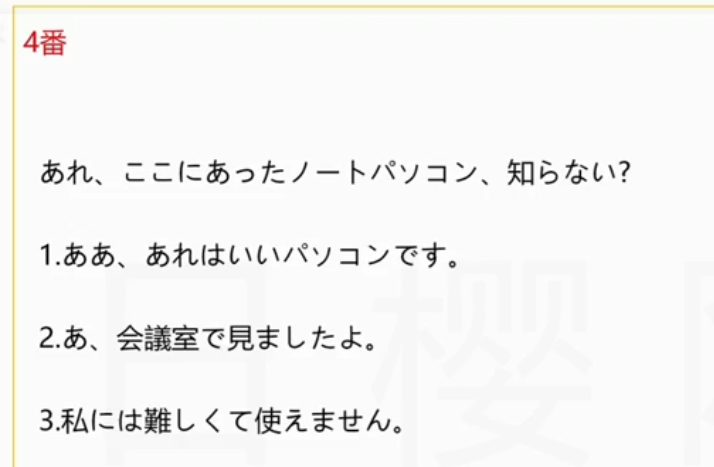 4番
あれ、ここにあったノートパソコン、知らない?
1.ああ、あれはいいパソコンです。
2.あ、会議室で見ましたよ。
3.私には難しくて使えません。